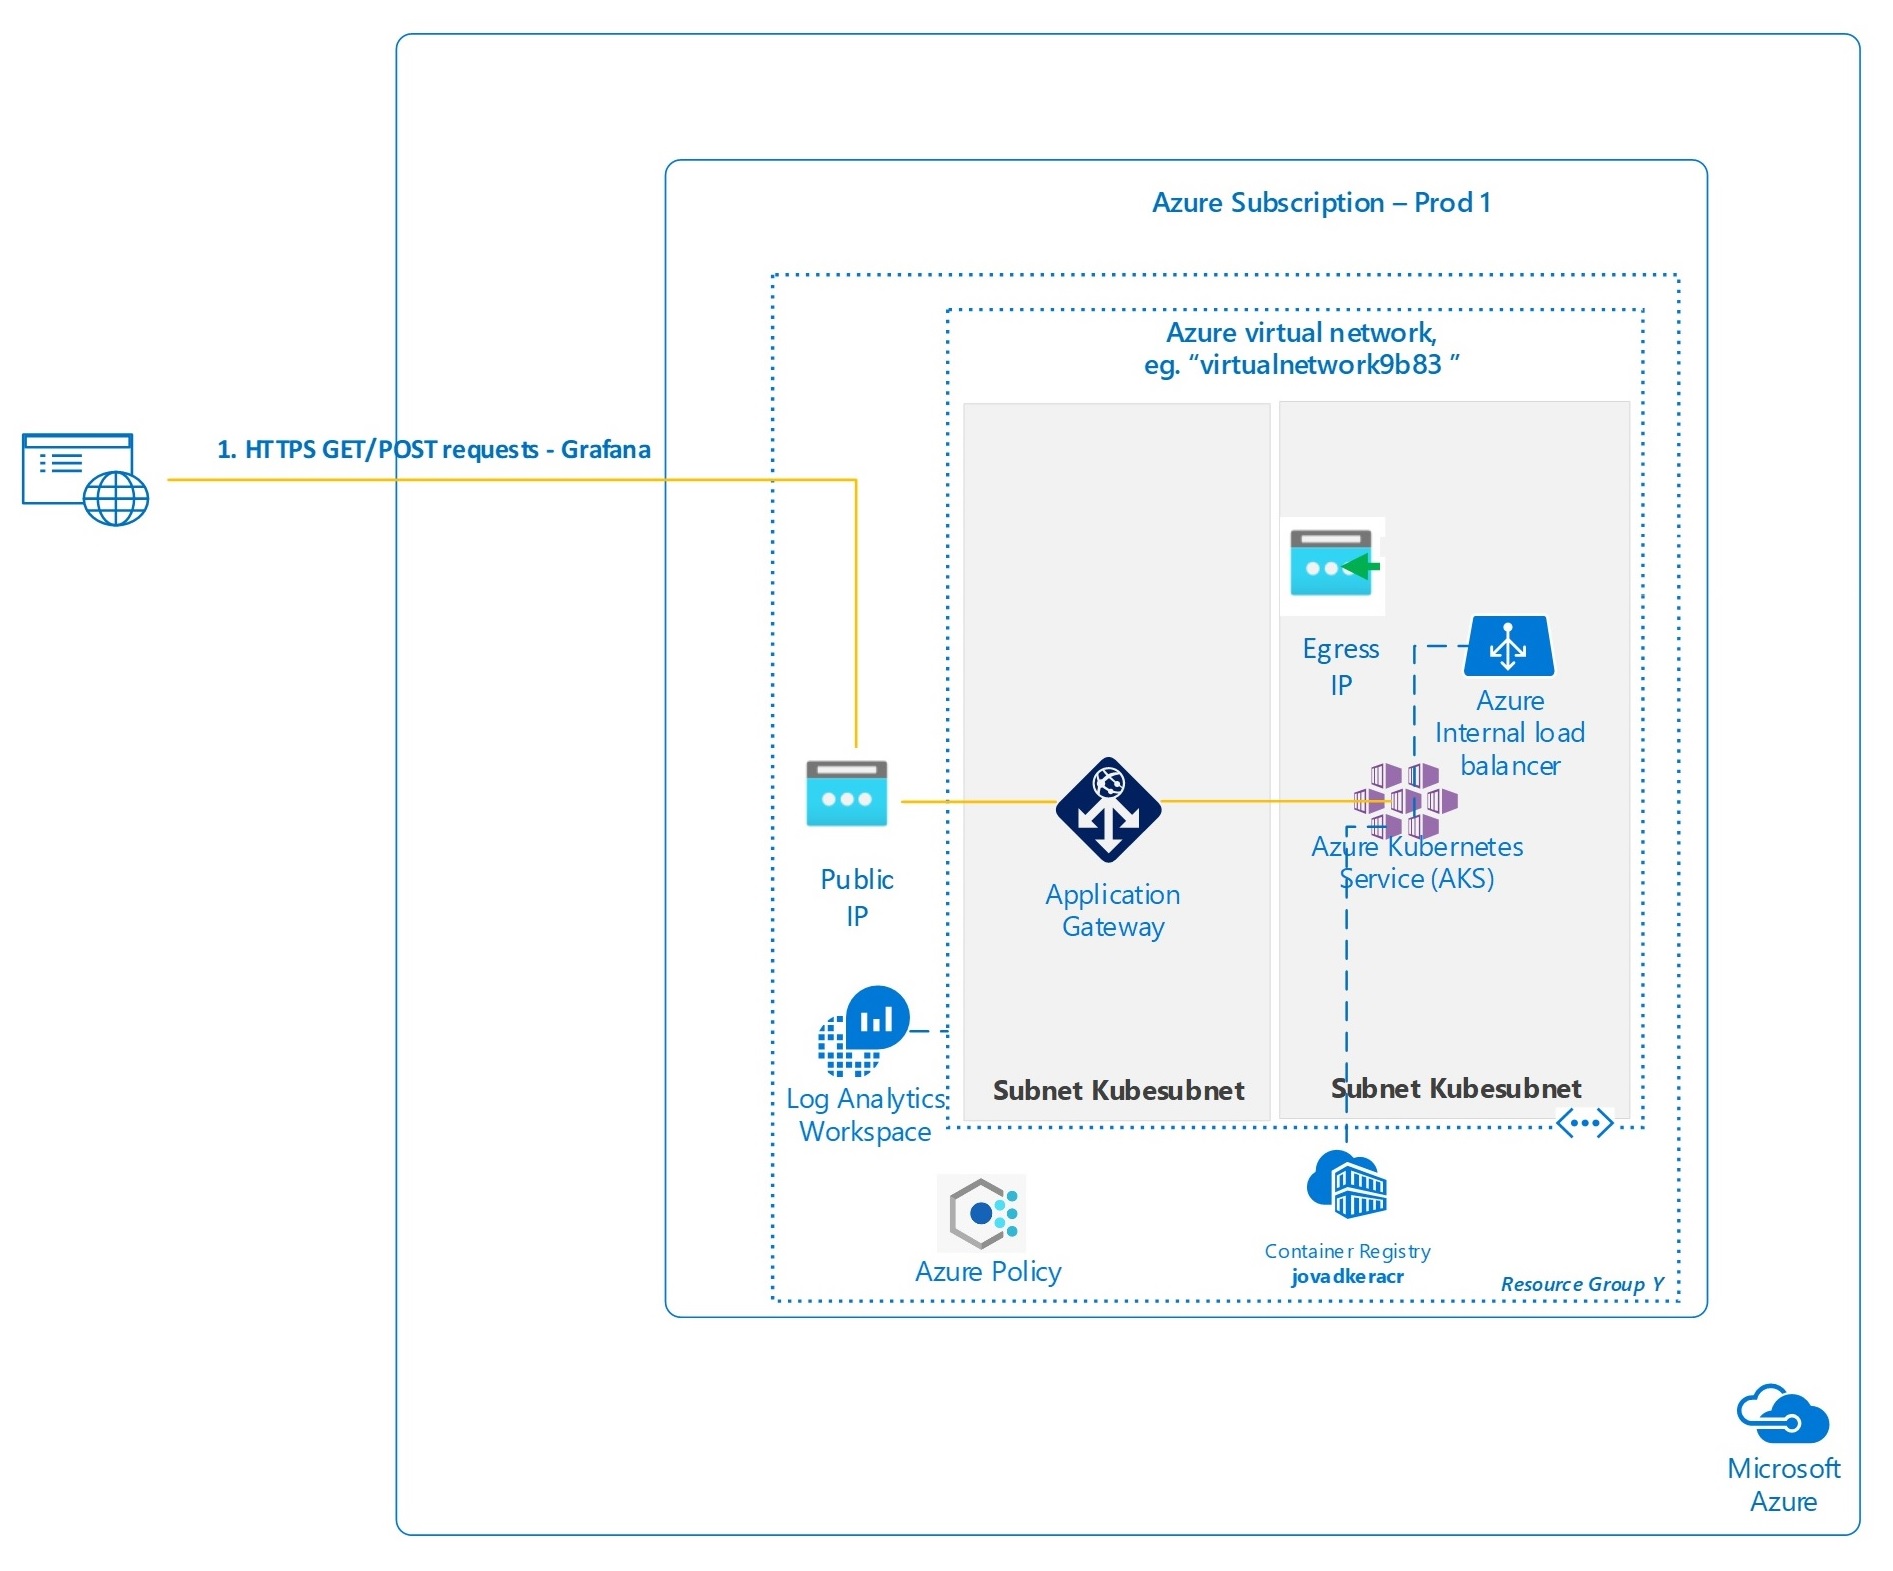 Azure Subscription – Prod 1
Azure virtual network,
eg. “virtualnetwork9b83 ”
1. HTTPS GET/POST requests - Grafana
Egress
IP
Azure
Internal load
balancer
Azure Kubernetes
Service (AKS)
Public
IP
Application
Gateway
Subnet Kubesubnet
Subnet Kubesubnet
Log Analytics
Workspace
Azure Policy
Container Registry
jovadkeracr
Resource Group Y
Microsoft
Azure